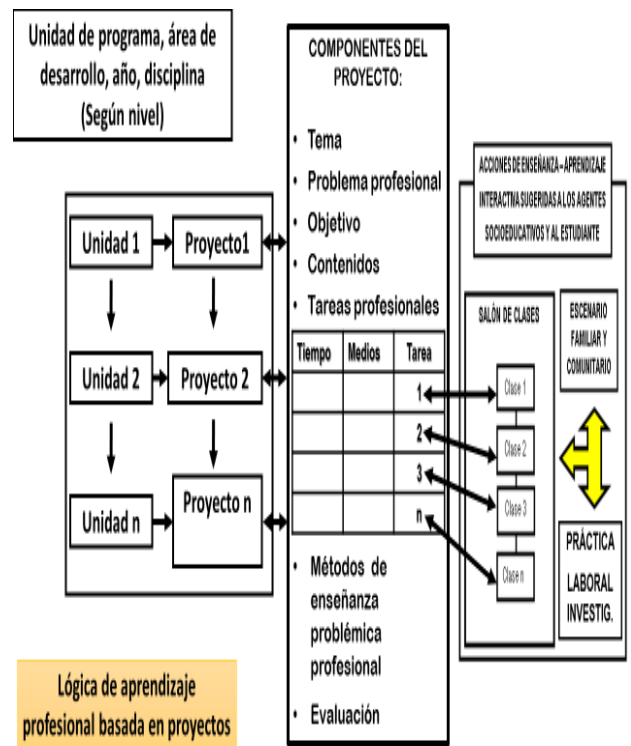 Unidad de programa, área de
desarrollo, año, disciplina
(Según nivel)
Unidad 1
Proyecto1
Unidad 2
Proyecto 2
Unidad n
Proyecto n
Lógica de aprendizaje
profesional basada en proyectos
COMPONENTES DEL
PROYECTO:
• Tema
• Problema profesional
• Objetivo
• Contenidos
• Tareas profesionales
Tiempo Medios Tarea
1
2
3
n
• Métodos de
enseñanza
problémica
profesional
• Evaluación
ACCIONES DE ENSEÑANZA – APRENDIZAJE
INTERACTIVA SUGERIDAS A LOS AGENTES
SOCIOEDUCATIVOS Y AL ESTUDIANTE
SALÓN DE CLASES
Clase 1
Clase 2
Clase 3
Clase n
ESCENARIO
FAMILIAR Y
COMUNITARIO
PRÁCTICA
LABORAL
INVESTIG.